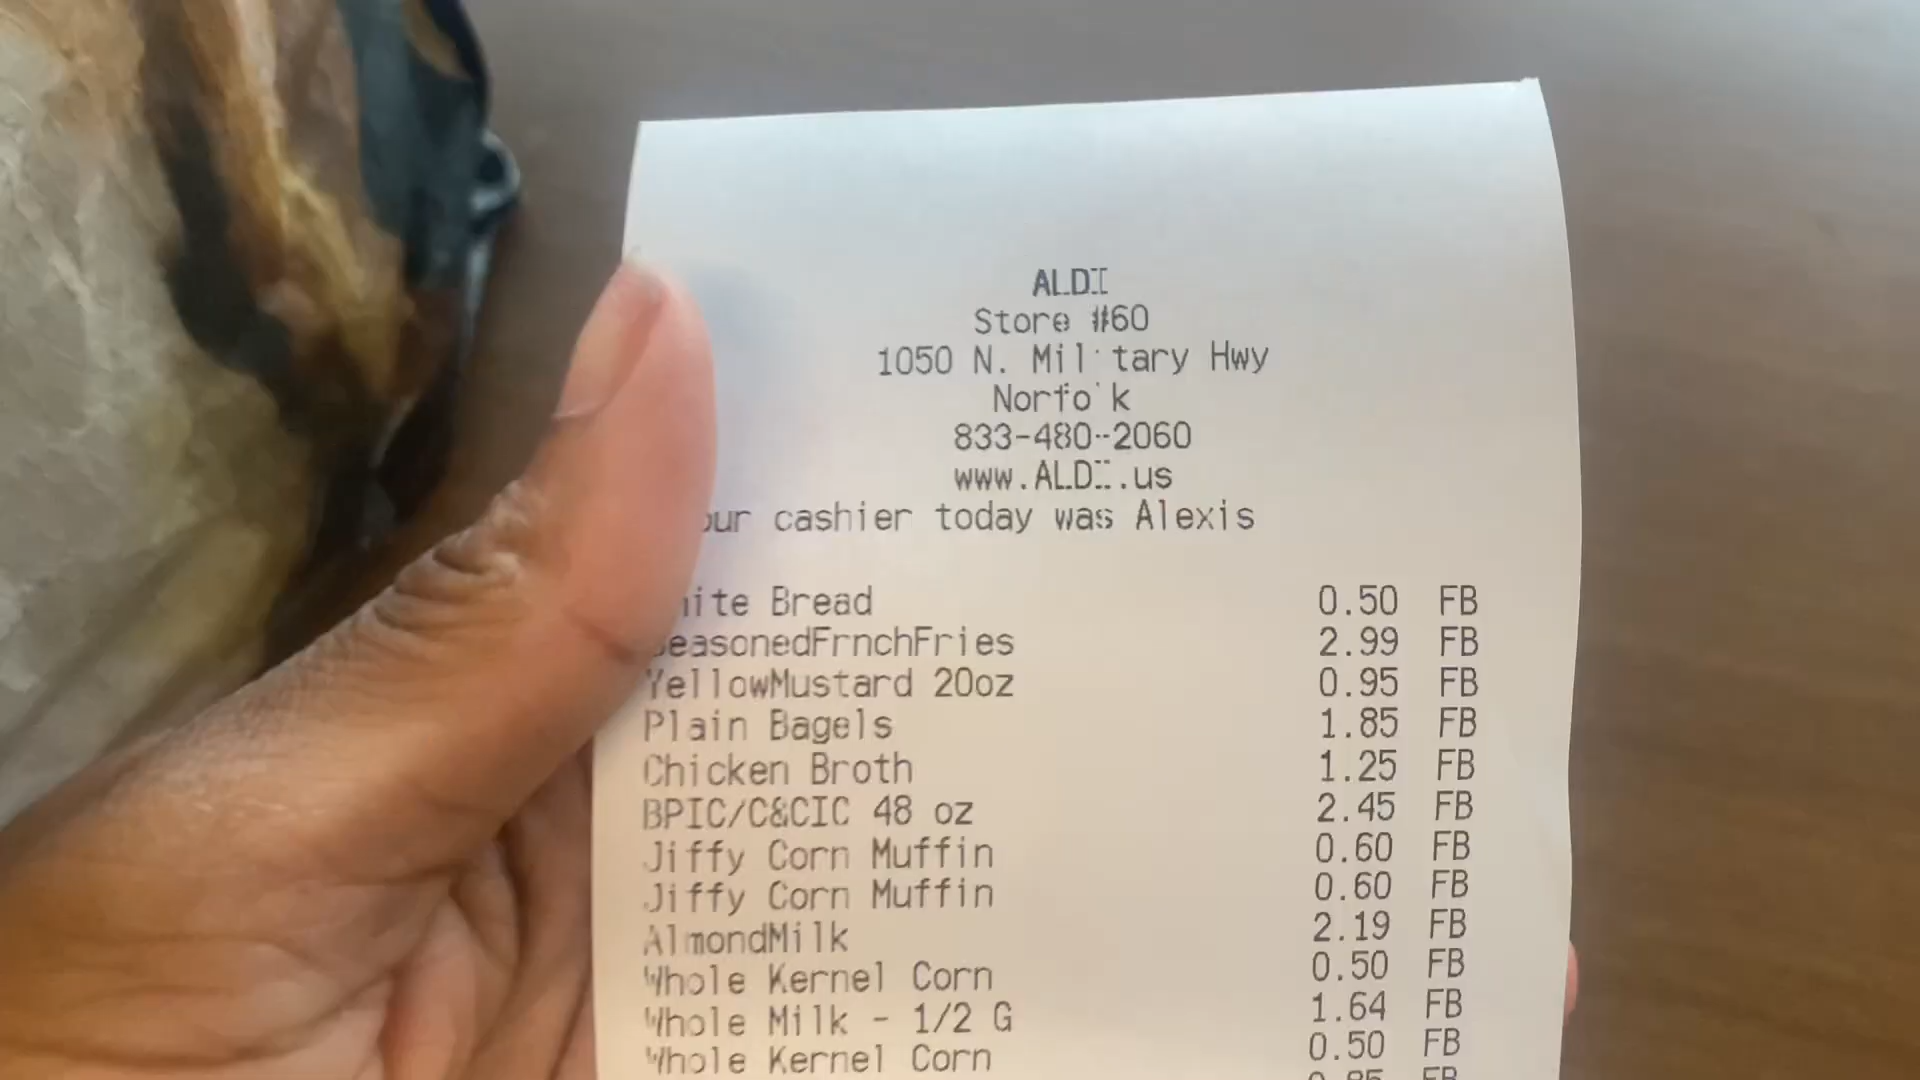 ALDI
Store #60
1050 N. Military Hwy
Norfolk
833-480-2060
www.ALDI.us
our cashier today was Alexis
hite Bread 0.50 FB
SeasonedFrnchFries 2.99 FB
YellowMustard 20oz 0.95 FB
Plain Bagels 1.85 FB
Chicken Broth 1.25 FB
BPIC/C&CIC 48 oz 2.45 FB
Jiffy Corn Muffin 0.60 FB
Jiffy Corn Muffin 0.60 FB
AlmondMilk 2.19 FB
Whole Kernel Corn 0.50 FB
Whole Milk - 1/2 G 1.64 FB
Whole Kernel Corn 0.50 FB